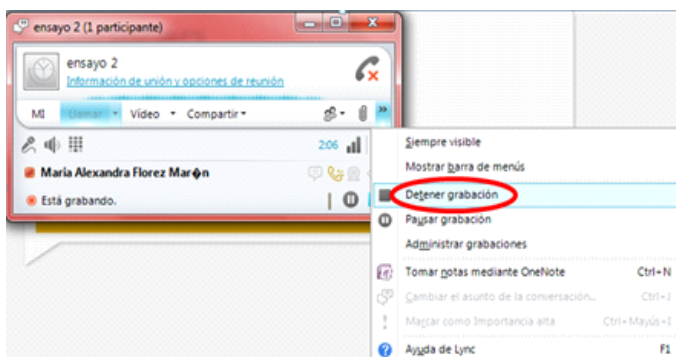 ensayo 2 (1 participante)
ensayo 2
Información de unión y opciones de reunión
MI Llamar Vídeo Compartir
2:06
Maria Alexandra Florez Mar�n
Está grabando.
Siempre visible
Mostrar barra de menús
Detener grabación
Pausar grabación
Administrar grabaciones
Tomar notas mediante OneNote Ctrl+N
Cambiar el asunto de la conversación... Ctrl+J
Marcar como Importancia alta Ctrl+Mayús+I
Ayuda de Lync F1